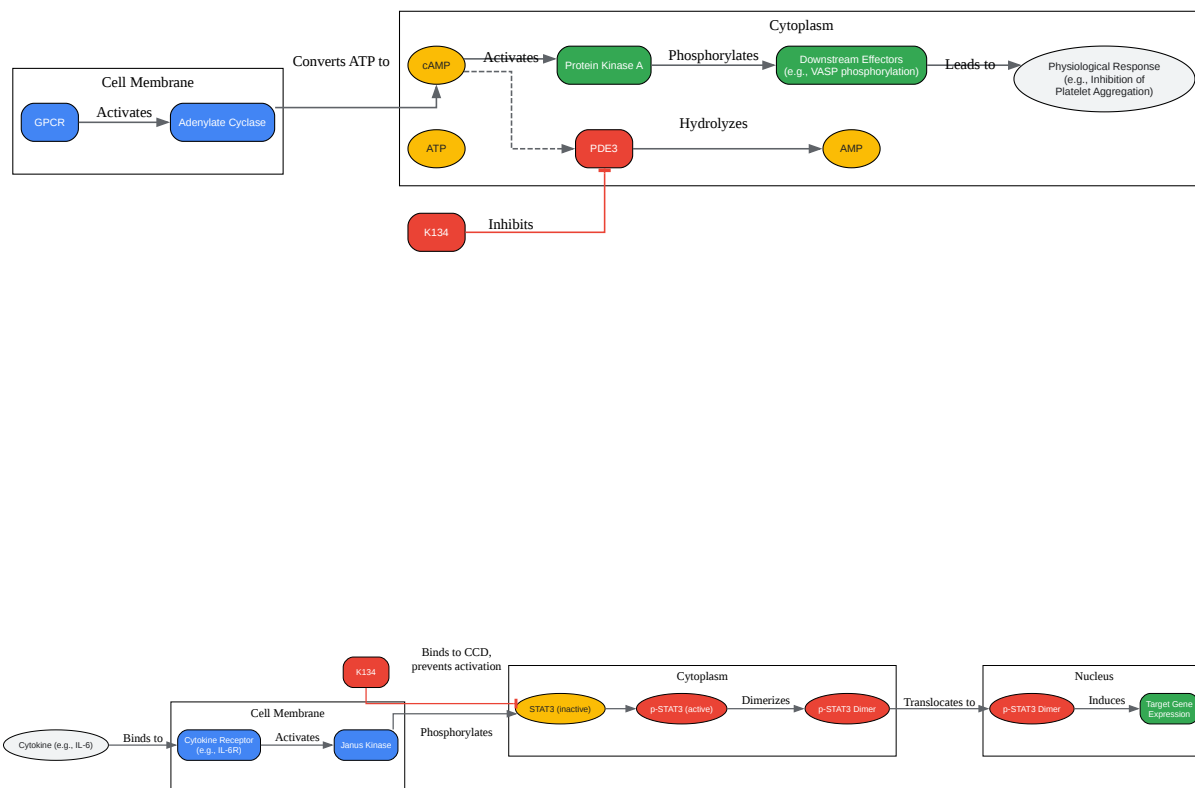 Cytoplasm
Converts ATP to
cAMP
Activates
Protein Kinase A
Phosphorylates
Downstream Effectors
(e.g., VASP phosphorylation)
Leads to
Physiological Response
(e.g., Inhibition of
Platelet Aggregation)
Cell Membrane
GPCR
Activates
Adenylate Cyclase
ATP
PDE3
Hydrolyzes
AMP
K134
Inhibits
K134
Binds to CCD,
prevents activation
Cytoplasm
STAT3 (inactive)
p-STAT3 (active)
Dimerizes
p-STAT3 Dimer
Translocates to
Nucleus
p-STAT3 Dimer
Induces
Target Gene
Expression
Cell Membrane
Cytokine (e.g., IL-6)
Binds to
Cytokine Receptor
(e.g., IL-6R)
Activates
Janus Kinase
Phosphorylates